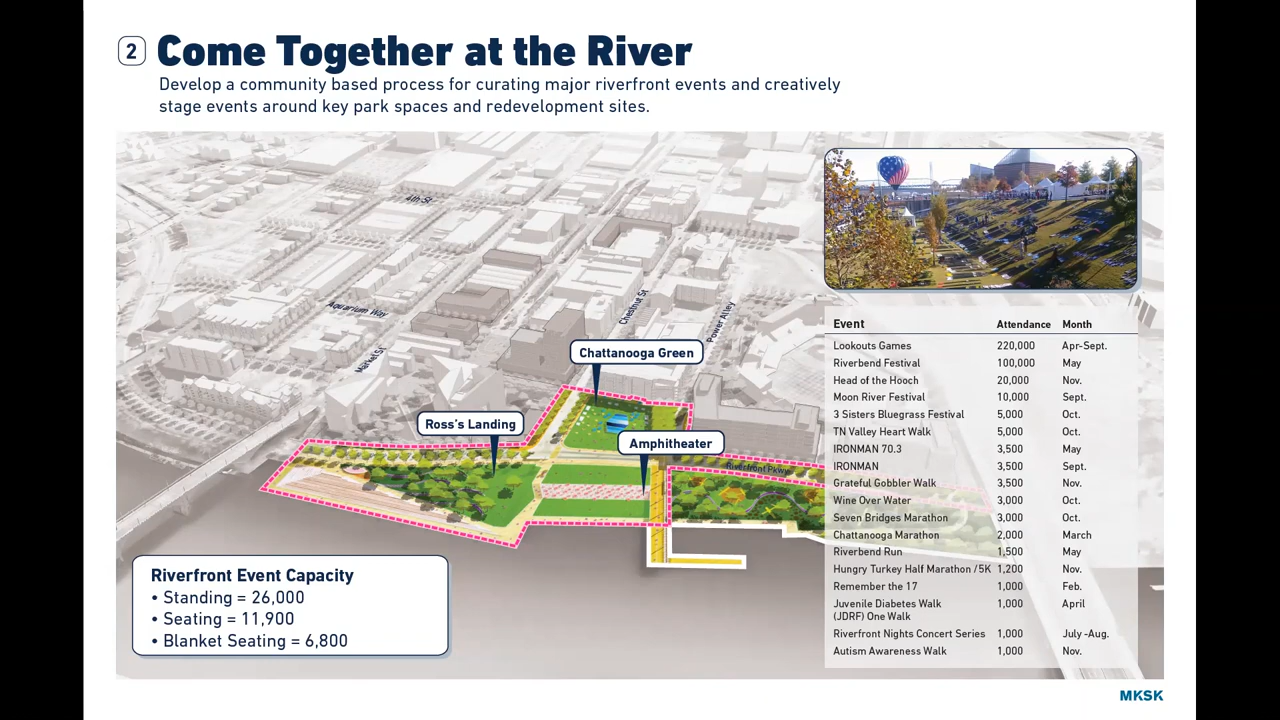 2 Come Together at the River
Develop a community based process for curating major riverfront events and creatively
stage events around key park spaces and redevelopment sites.
4th St
Aquarium Way
Market St
Chestnut St
Power Alley
Chattanooga Green
Ross's Landing
Amphitheater
Riverfront Pkwy
Riverfront Event Capacity
• Standing = 26,000
• Seating = 11,900
• Blanket Seating = 6,800
Event Attendance Month
Lookouts Games 220,000 Apr-Sept.
Riverbend Festival 100,000 May
Head of the Hooch 20,000 Nov.
Moon River Festival 10,000 Sept.
3 Sisters Bluegrass Festival 5,000 Oct.
TN Valley Heart Walk 5,000 Oct.
IRONMAN 70.3 3,500 May
IRONMAN 3,500 Sept.
Grateful Gobbler Walk 3,500 Nov.
Wine Over Water 3,000 Oct.
Seven Bridges Marathon 3,000 Oct.
Chattanooga Marathon 2,000 March
Riverbend Run 1,500 May
Hungry Turkey Half Marathon /5K 1,200 Nov.
Remember the 17 1,000 Feb.
Juvenile Diabetes Walk 1,000 April
(JDRF) One Walk
Riverfront Nights Concert Series 1,000 July -Aug.
Autism Awareness Walk 1,000 Nov.
MKSK